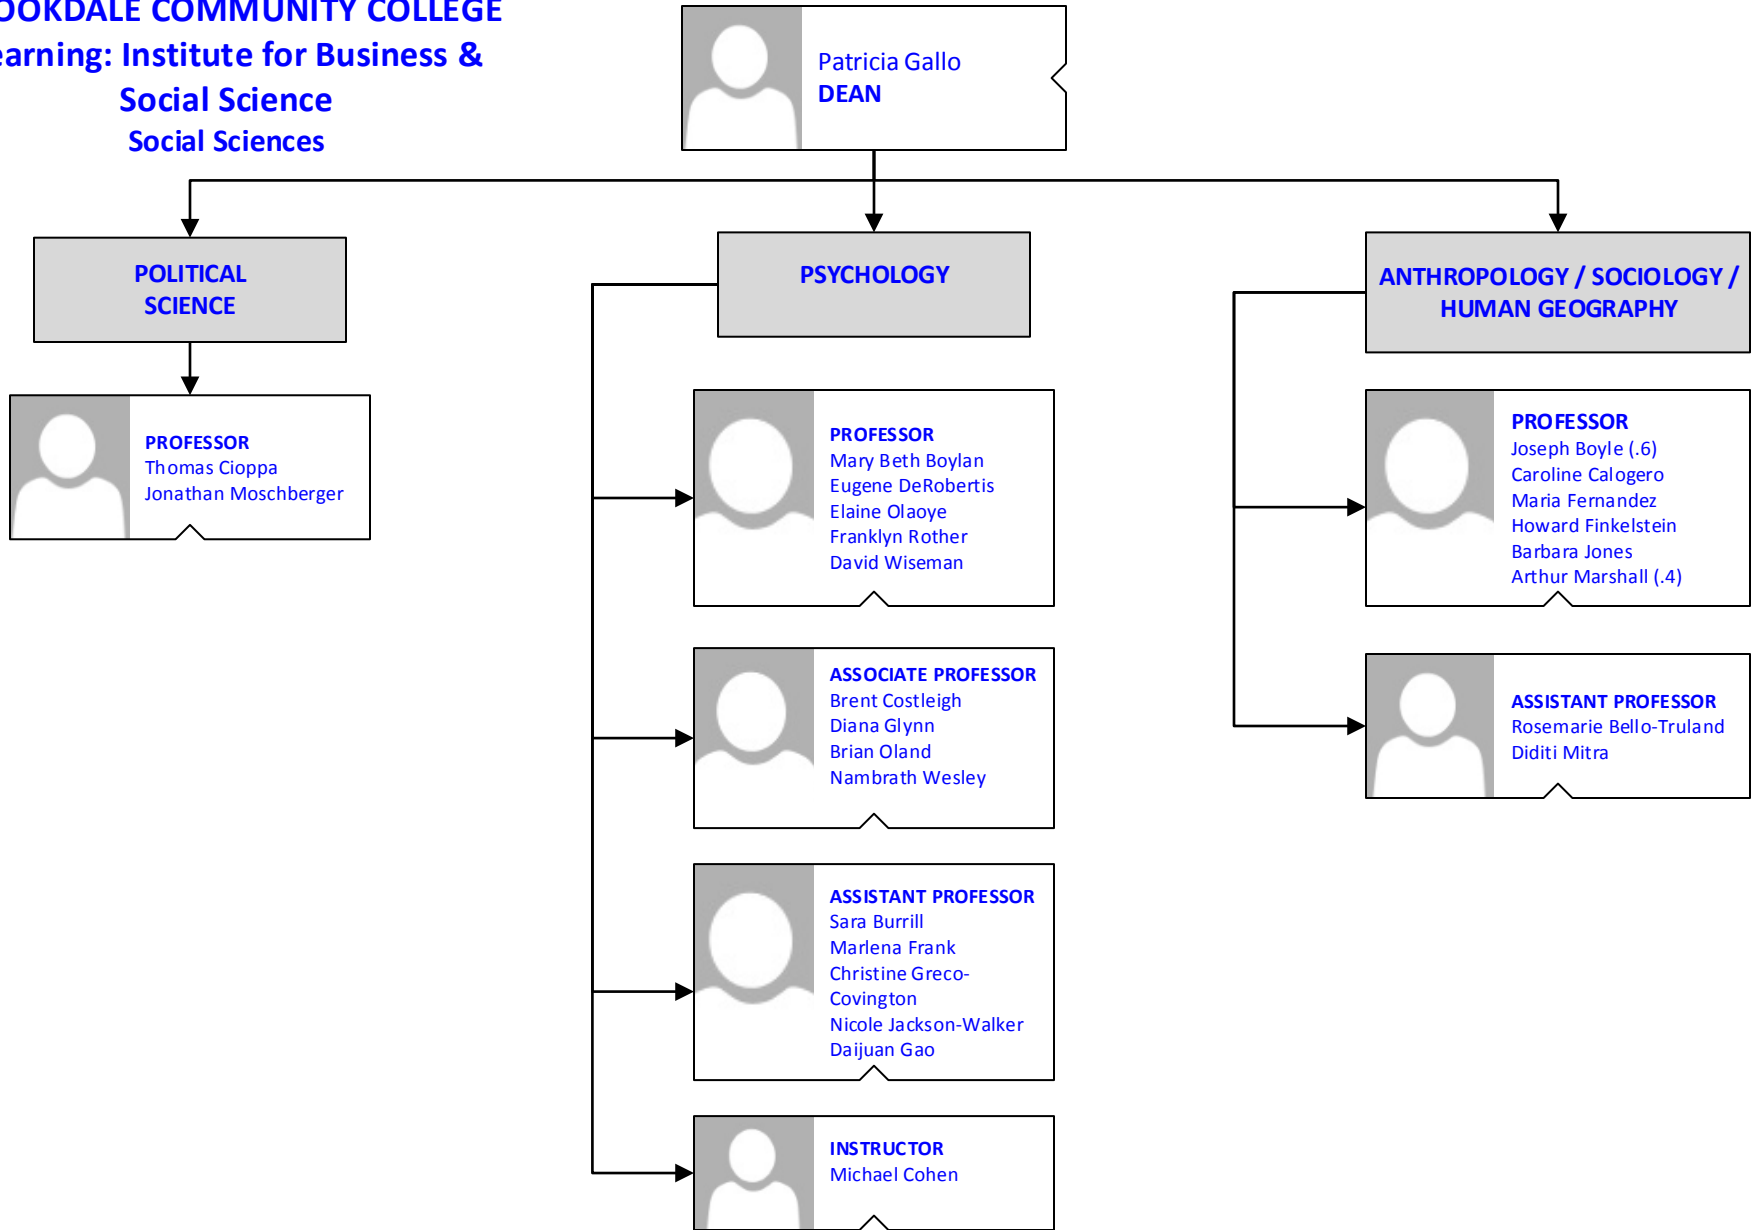 OOKDALE COMMUNITY COLLEGE
earning: Institute for Business &
Social Science
Social Sciences
Patricia Gallo
DEAN
POLITICAL
SCIENCE
PROFESSOR
Thomas Cioppa
Jonathan Moschberger
PSYCHOLOGY
PROFESSOR
Mary Beth Boylan
Eugene DeRobertis
Elaine Olaoye
Franklyn Rother
David Wiseman
ASSOCIATE PROFESSOR
Brent Costleigh
Diana Glynn
Brian Oland
Nambrath Wesley
ASSISTANT PROFESSOR
Sara Burrill
Marlena Frank
Christine Greco-
Covington
Nicole Jackson-Walker
Daijuan Gao
INSTRUCTOR
Michael Cohen
ANTHROPOLOGY / SOCIOLOGY /
HUMAN GEOGRAPHY
PROFESSOR
Joseph Boyle (.6)
Caroline Calogero
Maria Fernandez
Howard Finkelstein
Barbara Jones
Arthur Marshall (.4)
ASSISTANT PROFESSOR
Rosemarie Bello-Truland
Diditi Mitra